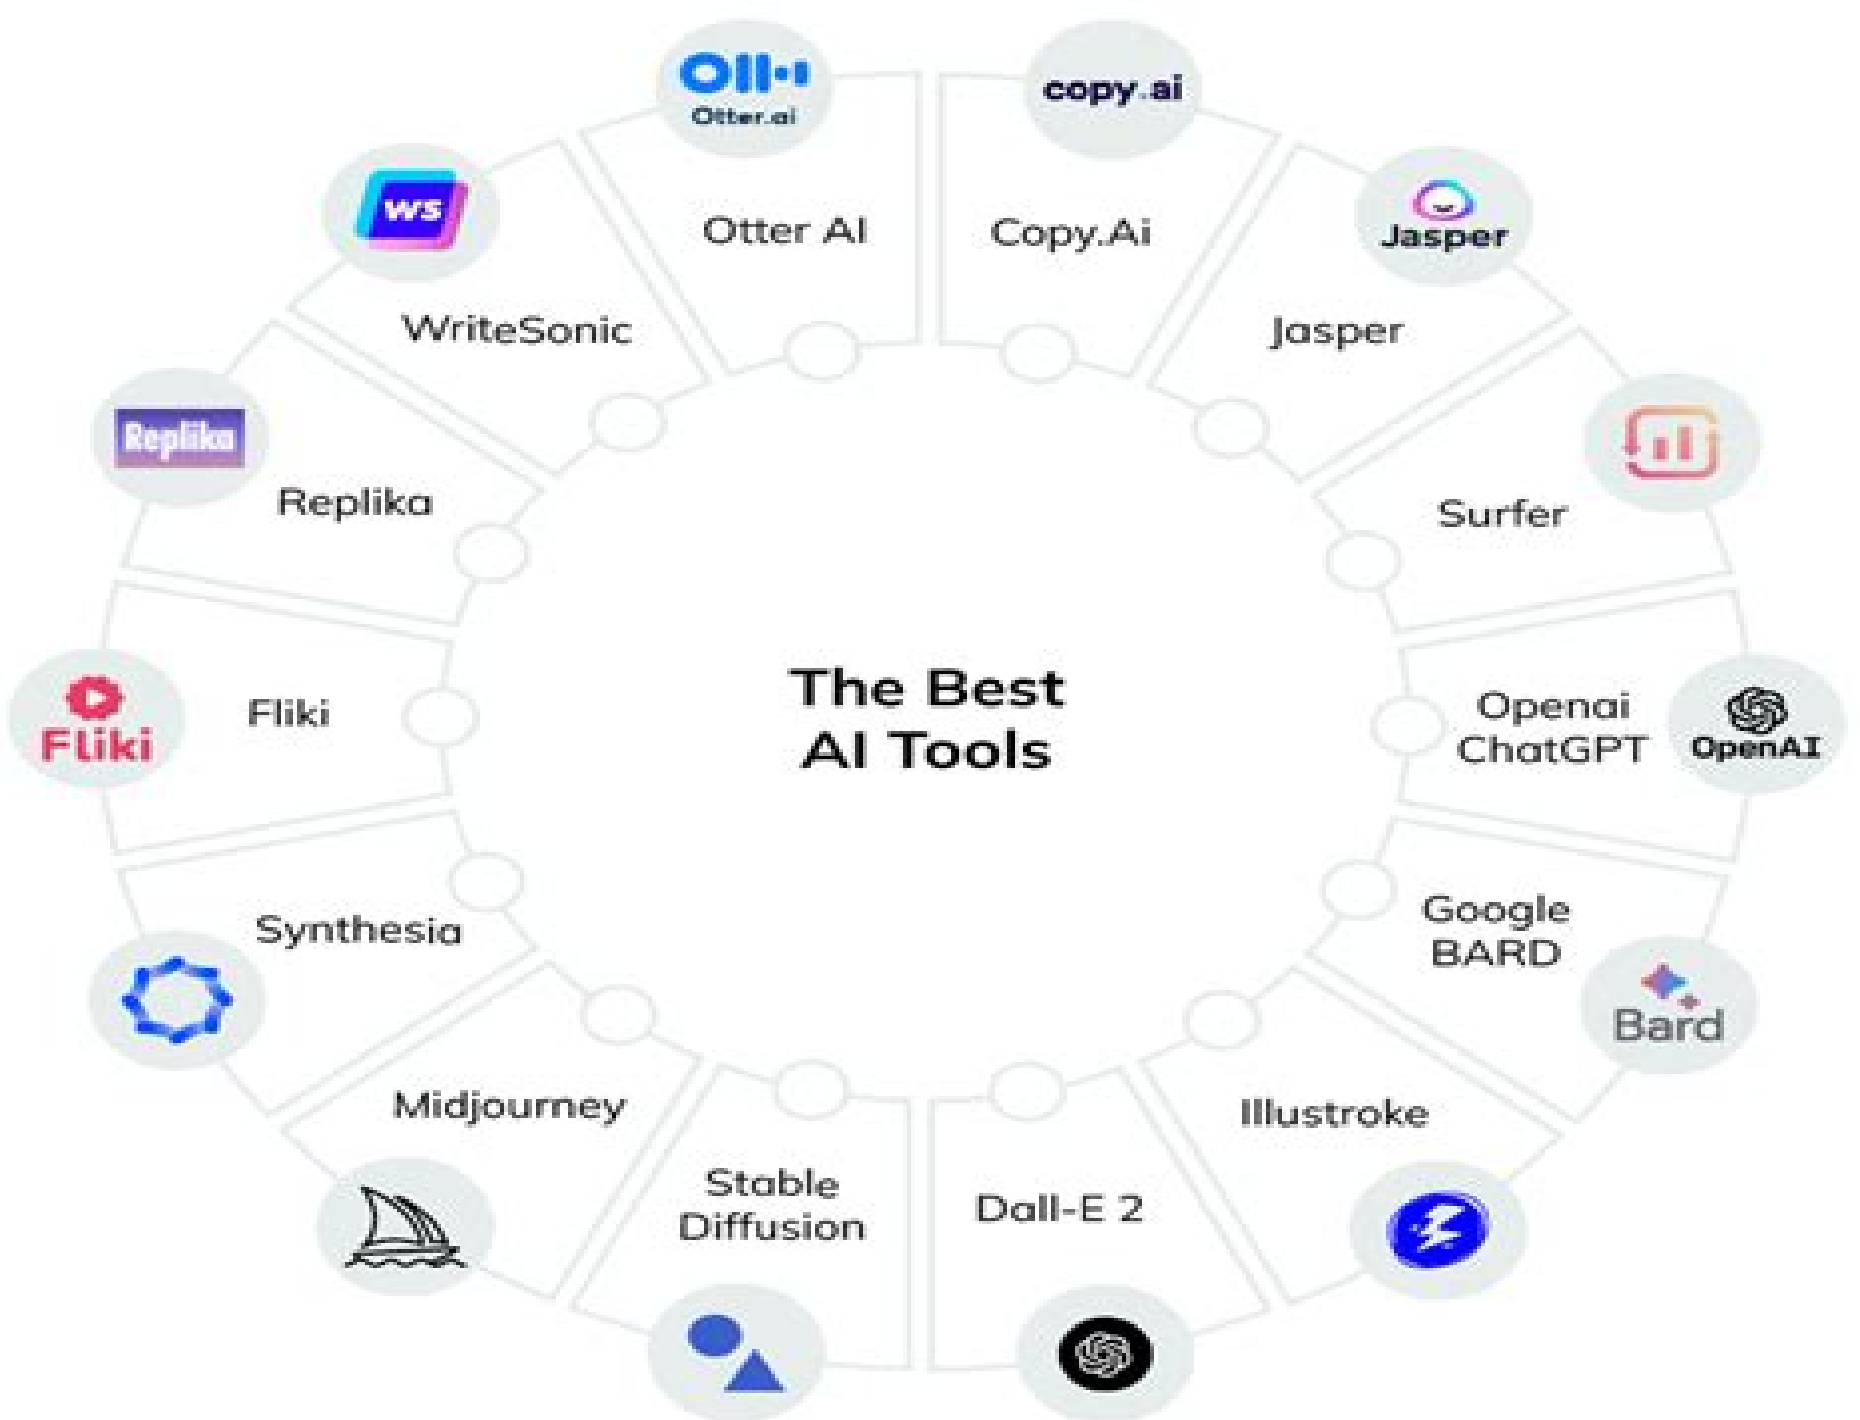 Otter.ai
Otter AI
copy.ai
Copy.Ai
Jasper
Jasper
Surfer
Openai
ChatGPT
OpenAI
Google
BARD
Bard
Illustroke
Dall-E 2
Stable
Diffusion
Midjourney
Synthesia
Fliki
Fliki
Replika
Replika
ws
WriteSonic
The Best
AI Tools